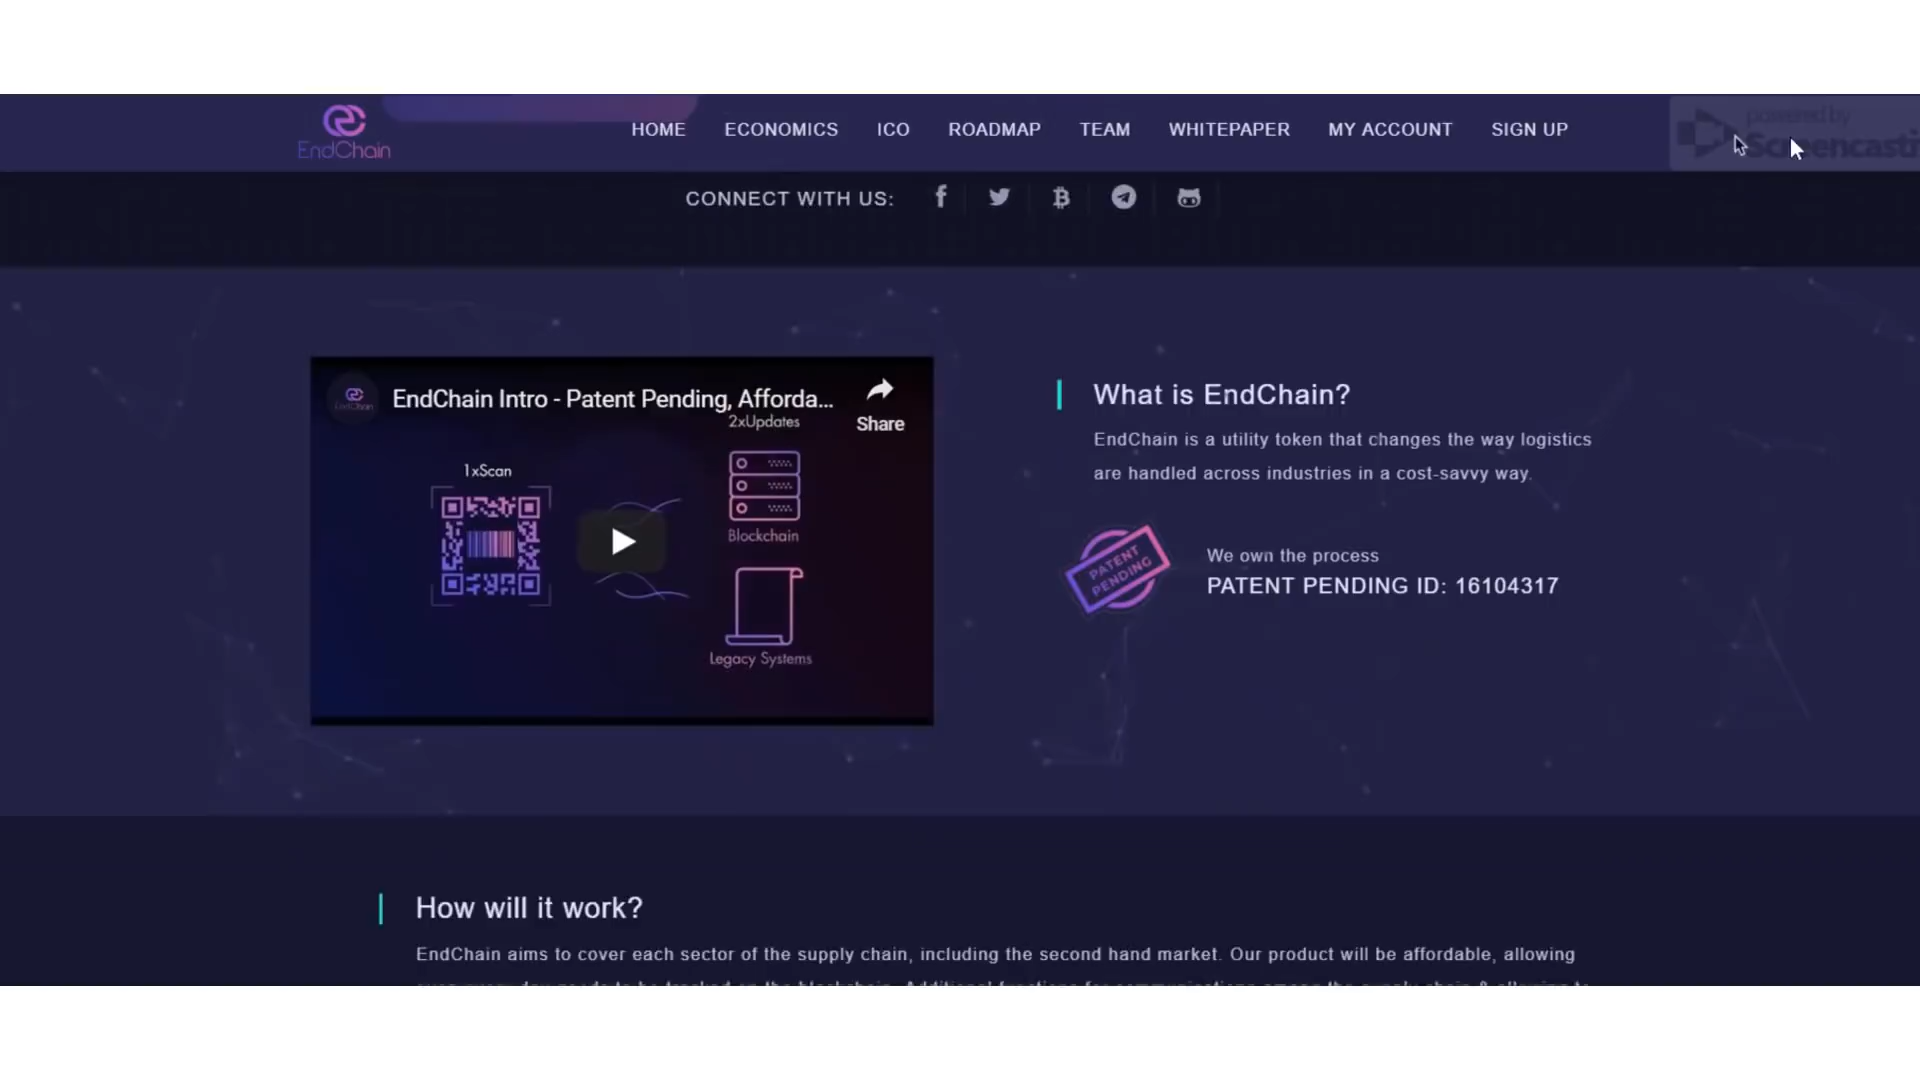 EndChain
HOME ECONOMICS ICO ROADMAP TEAM WHITEPAPER MY ACCOUNT SIGN UP
powered by
Screencasti
CONNECT WITH US:
EndChain Intro - Patent Pending, Afforda...
Share
2xUpdates
1xScan
Blockchain
Legacy Systems
What is EndChain?
EndChain is a utility token that changes the way logistics
are handled across industries in a cost-savvy way.
PATENT
PENDING
We own the process
PATENT PENDING ID: 16104317
How will it work?
EndChain aims to cover each sector of the supply chain, including the second hand market. Our product will be affordable, allowing